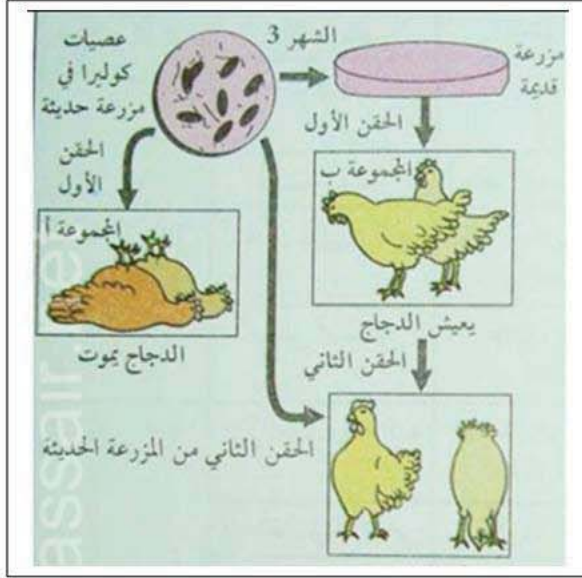 عصيات
كوليرا في
مزرعة حديثة
الشهر 3
مزرعة
قديمة
الحقن
الأول
الحقن الأول
المجموعة أ
المجموعة ب
الدجاج يموت
يعيش الدجاج
الحقن الثاني
الحقن الثاني من المزرعة الحديثة
assair